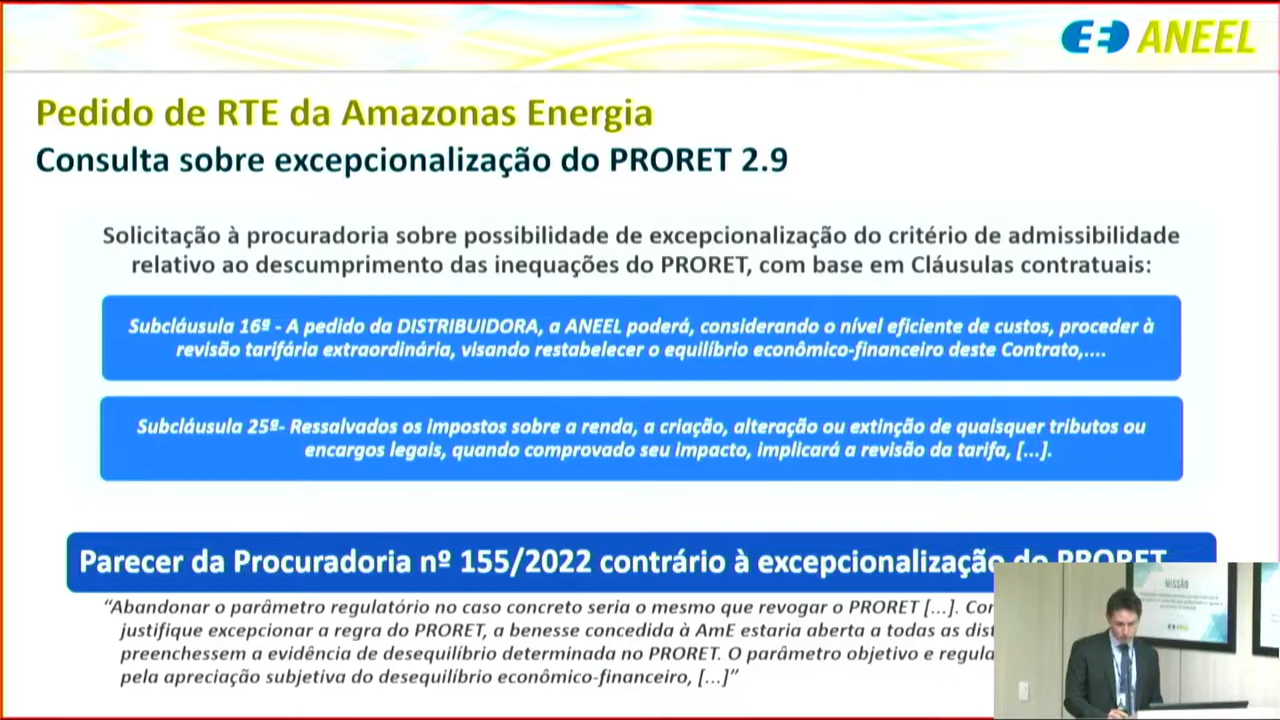 ANEEL
Pedido de RTE da Amazonas Energia
Consulta sobre excepcionalização do PRORET 2.9
Solicitação à procuradoria sobre possibilidade de excepcionalização do critério de admissibilidade
relativo ao descumprimento das inequações do PRORET, com base em Cláusulas contratuais:
Subcláusula 16ª - A pedido da DISTRIBUIDORA, a ANEEL poderá, considerando o nível eficiente de custos, proceder à
revisão tarifária extraordinária, visando restabelecer o equilíbrio econômico-financeiro deste Contrato,....
Subcláusula 25ª- Ressalvados os impostos sobre a renda, a criação, alteração ou extinção de quaisquer tributos ou
encargos legais, quando comprovado seu impacto, implicará a revisão da tarifa, [...].
Parecer da Procuradoria nº 155/2022 contrário à excepcionalização do PRORET
“Abandonar o parâmetro regulatório no caso concreto seria o mesmo que revogar o PRORET[...].
justifique excepcionar a regra do PRORET, a benesse concedida à AmE estaria aberta a todas as
preenchessem a evidência de desequilíbrio determinada no PRORET. O parâmetro objetivo e
pela apreciação subjetiva do desequilíbrio econômico-financeiro, [...]”
MISSÃO